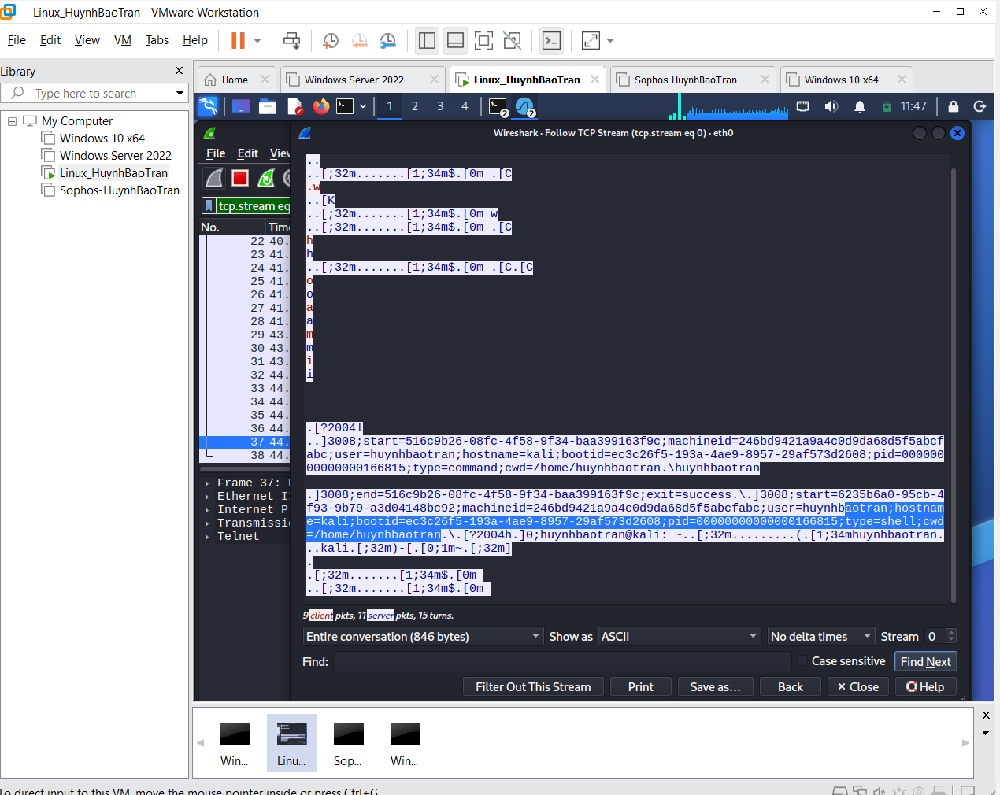 Linux_HuynhBaoTran - VMware Workstation
File Edit View VM Tabs Help
Library
Type here to search
My Computer
Windows 10 x64
Windows Server 2022
Linux_HuynhBaoTran
Sophos-HuynhBaoTran
Home Windows Server 2022 Linux_HuynhBaoTran Sophos-HuynhBaoTran Windows 10 x64
1 2 3 4 2 2 11:47
File Edit View
tcp.stream eq
No. Time
22 40.
23 41.
24 41.
25 41.
26 41.
27 41.
28 41.
29 43.
30 43.
31 43.
32 44.
33 44.
34 44.
35 44.
36 44.
37 44.
38 44.
Frame 37:
Ethernet I
Internet P
Transmissi
Telnet
Wireshark · Follow TCP Stream (tcp.stream eq 0) · eth0
..
..[;32m.......[1;34m$.[0m .[C
.w
..[K
..[;32m.......[1;34m$.[0m w
..[;32m.......[1;34m$.[0m .[C
h
h
..[;32m.......[1;34m$.[0m .[C.[C
o
o
a
a
m
m
i
i
.[?2004l
..]3008;start=516c9b26-08fc-4f58-9f34-baa399163f9c;machineid=246bd9421a9a4c0d9da68d5f5abcf
abc;user=huynhbaotran;hostname=kali;bootid=ec3c26f5-193a-4ae9-8957-29af573d2608;pid=000000
00000000166815;type=command;cwd=/home/huynhbaotran.\huynhbaotran
.]3008;end=516c9b26-08fc-4f58-9f34-baa399163f9c;exit=success.\.]3008;start=6235b6a0-95cb-4
f93-9b79-a3d04148bc92;machineid=246bd9421a9a4c0d9da68d5f5abcfabc;user=huynhbaotran;hostnam
e=kali;bootid=ec3c26f5-193a-4ae9-8957-29af573d2608;pid=00000000000000166815;type=shell;cwd
=/home/huynhbaotran.\.[?2004h.]0;huynhbaotran@kali: ~..[;32m.........(.[1;34mhuynhbaotran.
..kali.[;32m)-[.[0;1m~.[;32m]
.
.[;32m.......[1;34m$.[0m
..[;32m.......[1;34m$.[0m
9 client pkts, 11 server pkts, 15 turns.
Entire conversation (846 bytes) Show as ASCII No delta times Stream 0
Find: Case sensitive Find Next
Filter Out This Stream Print Save as… Back Close Help
Win... Linu... Sop... Win...
To direct input to this VM, move the mouse pointer inside or press Ctrl+G.